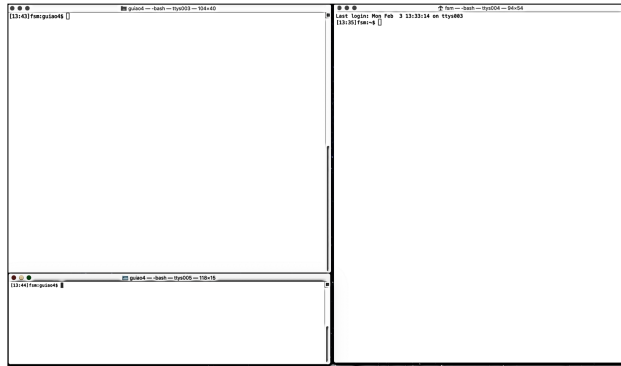 guiao4 — -bash — ttys003 — 104×40
[13:43]fsm:guiao4$
fsm — -bash — ttys004 — 94×54
Last login: Mon Feb  3 13:33:14 on ttys003
[13:35]fsm:~$
guiao4 — -bash — ttys005 — 118×15
[13:44]fsm:guiao4$